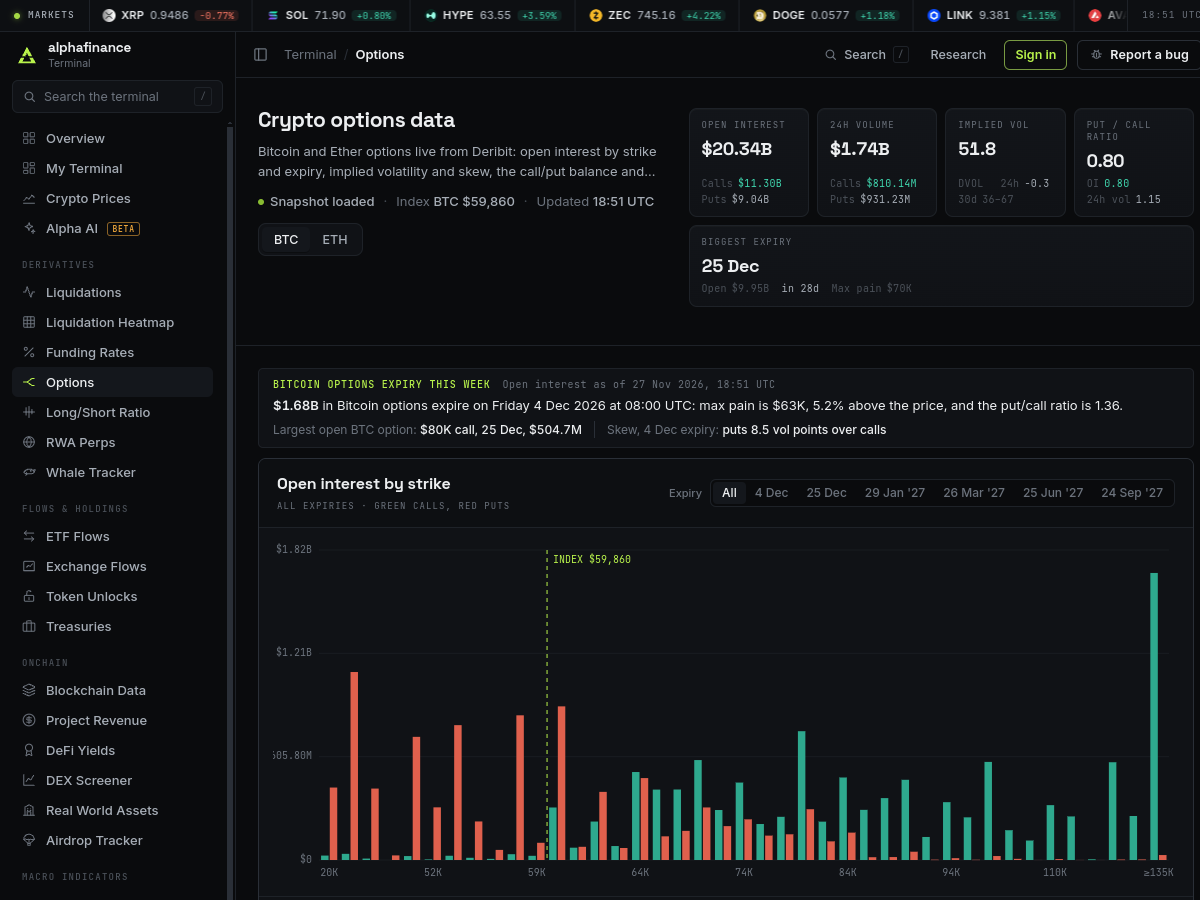 MARKETS XRP 0.9486 -0.77% SOL 71.90 +0.80% HYPE 63.55 +3.59% ZEC 745.16 +4.22% DOGE 0.0577 +1.18% LINK 9.381 +1.15% 18:51 UTC
alphafinance
Terminal
Search the terminal /
Overview
My Terminal
Crypto Prices
Alpha AI BETA
DERIVATIVES
Liquidations
Liquidation Heatmap
Funding Rates
Options
Long/Short Ratio
RWA Perps
Whale Tracker
FLOWS & HOLDINGS
ETF Flows
Exchange Flows
Token Unlocks
Treasuries
ONCHAIN
Blockchain Data
Project Revenue
DeFi Yields
DEX Screener
Real World Assets
Airdrop Tracker
MACRO INDICATORS
Terminal / Options
Search / Research Sign in Report a bug
Crypto options data
Bitcoin and Ether options live from Deribit: open interest by strike
and expiry, implied volatility and skew, the call/put balance and...
Snapshot loaded · Index BTC $59,860 · Updated 18:51 UTC
BTC ETH
OPEN INTEREST
$20.34B
Calls $11.30B
Puts $9.04B
24H VOLUME
$1.74B
Calls $810.14M
Puts $931.23M
IMPLIED VOL
51.8
DVOL 24h -0.3
30d 36–67
PUT / CALL
RATIO
0.80
OI 0.80
24h vol 1.15
BIGGEST EXPIRY
25 Dec
Open $9.95B in 28d Max pain $70K
BITCOIN OPTIONS EXPIRY THIS WEEK Open interest as of 27 Nov 2026, 18:51 UTC
$1.68B in Bitcoin options expire on Friday 4 Dec 2026 at 08:00 UTC: max pain is $63K, 5.2% above the price, and the put/call ratio is 1.36.
Largest open BTC option: $80K call, 25 Dec, $504.7M Skew, 4 Dec expiry: puts 8.5 vol points over calls
Open interest by strike
ALL EXPIRIES · GREEN CALLS, RED PUTS
Expiry All 4 Dec 25 Dec 29 Jan '27 26 Mar '27 25 Jun '27 24 Sep '27
$1.82B
INDEX $59,860
$1.21B
05.80M
$0
20K 52K 59K 64K 74K 84K 94K 110K ≥135K